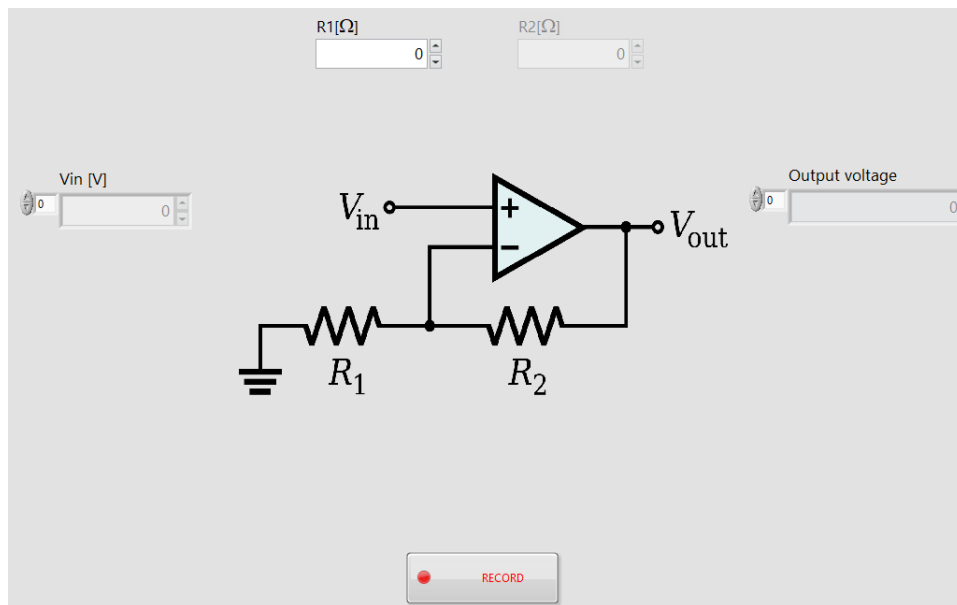 R1[Ω]
0
R2[Ω]
0
Vin [V]
0
0
Output voltage
0
0
Vin
+
−
Vout
R1
R2
RECORD